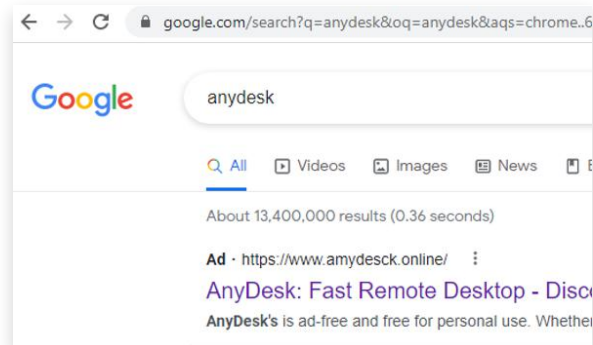 google.com/search?q=anydesk&oq=anydesk&aqs=chrome..6
Google
anydesk
All Videos Images News
About 13,400,000 results (0.36 seconds)
Ad · https://www.amydesck.online/
AnyDesk: Fast Remote Desktop - Disc
AnyDesk's is ad-free and free for personal use. Whether